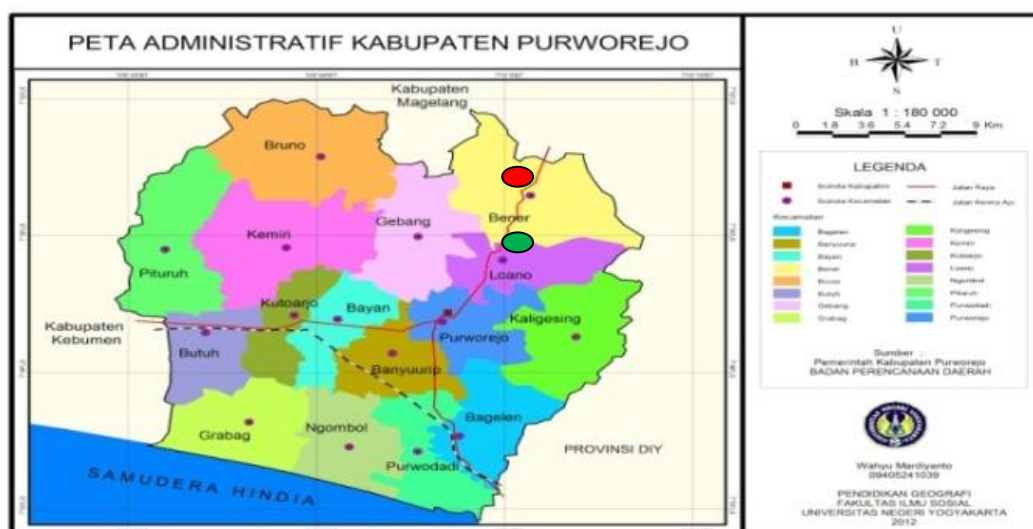 PETA ADMINISTRATIF KABUPATEN PURWOREJO
Kabupaten
Magelang
Bruno
Bener
Gebang
Kemiri
Pituruh
Loano
Kutoarjo
Bayan
Kabupaten
Kebumen
Kaligesing
Purworejo
Butuh
Banyuurip
Bagelen
Grabag
Ngombol
Purwodadi
PROVINSI DIY
SAMUDERA HINDIA
U
B T
S
Skala 1 : 180 000
0 1.8 3.6 5.4 7.2 9 Km
LEGENDA
Ibukota Kabupaten
Jalan Raya
Ibukota Kecamatan
Jalan Kereta Api
Kecamatan
Bagelen
Banyuurip
Bayan
Bener
Bruno
Butuh
Gebang
Grabag
Kaligesing
Kemiri
Kutoarjo
Loano
Ngombol
Pituruh
Purwodadi
Purworejo
Sumber :
Pemerintah Kabupaten Purworejo
BADAN PERENCANAAN DAERAH
Wahyu Mardiyanto
09405241039
PENDIDIKAN GEOGRAFI
FAKULTAS ILMU SOSIAL
UNIVERSITAS NEGERI YOGYAKARTA
2012